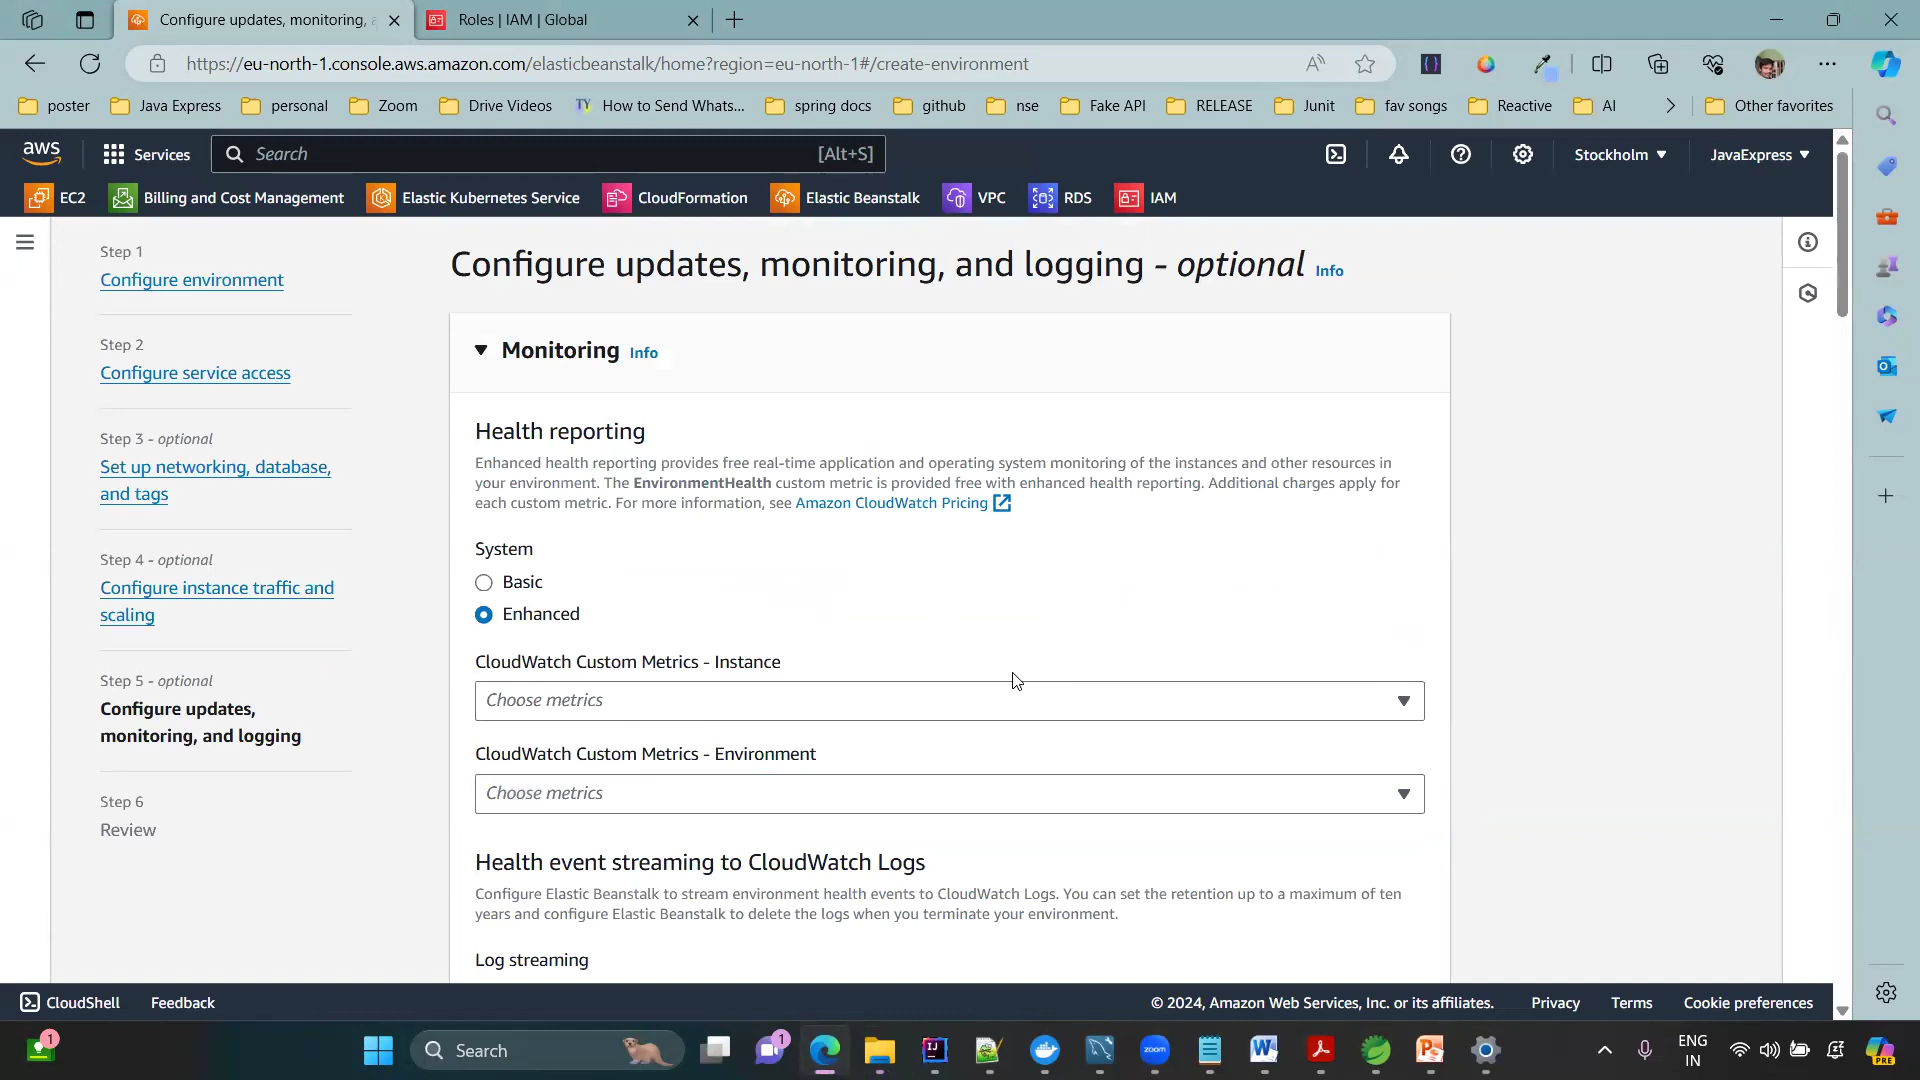 Configure updates, monitoring, a
Roles | IAM | Global
https://eu-north-1.console.aws.amazon.com/elasticbeanstalk/home?region=eu-north-1#/create-environment
poster
Java Express
personal
Zoom
Drive Videos
TY
How to Send Whats...
spring docs
github
nse
Fake API
RELEASE
Junit
fav songs
Reactive
AI
Other favorites
aws
Services
Search
[Alt+S]
Stockholm
JavaExpress
EC2
Billing and Cost Management
Elastic Kubernetes Service
CloudFormation
Elastic Beanstalk
VPC
RDS
IAM
Step 1
Configure environment
Step 2
Configure service access
Step 3 - optional
Set up networking, database,
and tags
Step 4 - optional
Configure instance traffic and
scaling
Step 5 - optional
Configure updates,
monitoring, and logging
Step 6
Review
Configure updates, monitoring, and logging - optional Info
Monitoring Info
Health reporting
Enhanced health reporting provides free real-time application and operating system monitoring of the instances and other resources in
your environment. The EnvironmentHealth custom metric is provided free with enhanced health reporting. Additional charges apply for
each custom metric. For more information, see Amazon CloudWatch Pricing
System
Basic
Enhanced
CloudWatch Custom Metrics - Instance
Choose metrics
CloudWatch Custom Metrics - Environment
Choose metrics
Health event streaming to CloudWatch Logs
Configure Elastic Beanstalk to stream environment health events to CloudWatch Logs. You can set the retention up to a maximum of ten
years and configure Elastic Beanstalk to delete the logs when you terminate your environment.
Log streaming
CloudShell
Feedback
© 2024, Amazon Web Services, Inc. or its affiliates.
Privacy
Terms
Cookie preferences
1
Search
1
zoom
ENG
IN
PRE